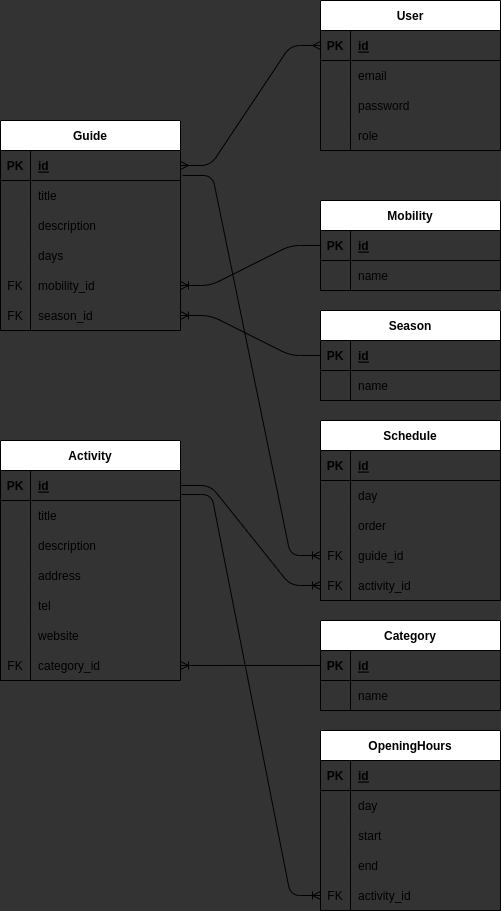 User
PK id
email
password
role
Guide
PK id
title
description
days
FK mobility_id
FK season_id
Mobility
PK id
name
Season
PK id
name
Schedule
PK id
day
order
FK guide_id
FK activity_id
Activity
PK id
title
description
address
tel
website
FK category_id
Category
PK id
name
OpeningHours
PK id
day
start
end
FK activity_id